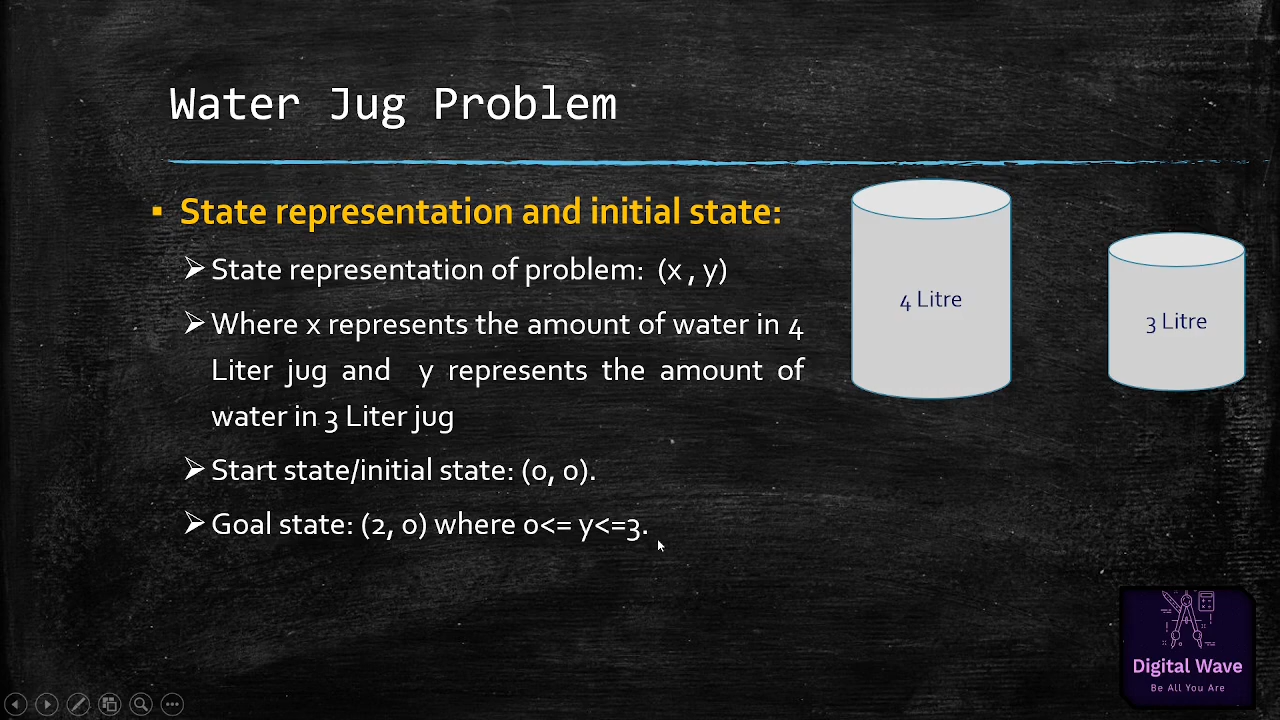 Water Jug Problem
State representation and initial state:
State representation of problem: (x , y)
Where x represents the amount of water in 4
Liter jug and y represents the amount of
water in 3 Liter jug
Start state/initial state: (0, 0).
Goal state: (2, 0) where 0<= y<=3.
4 Litre
3 Litre
Digital Wave
Be All You Are